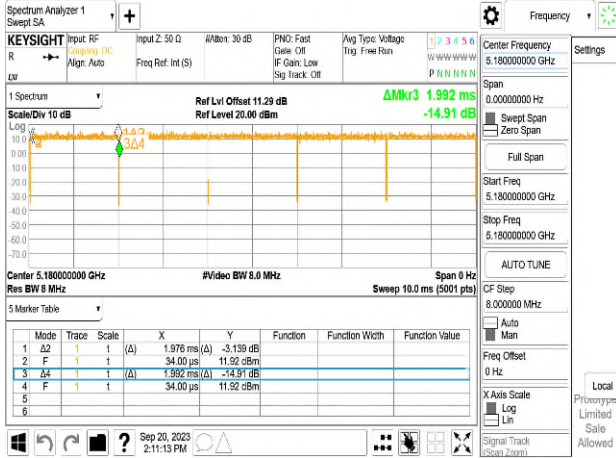 Spectrum Analyzer 1
Swept SA
+
Frequency
KEYSIGHT
Input: RF
Coupling: DC
Align: Auto
Input Z: 50 Ω
Freq Ref: Int (S)
#Atten: 30 dB
PNO: Fast
Gate: Off
IF Gain: Low
Sig Track: Off
Avg Type: Voltage
Trig: Free Run
1 2 3 4 5 6
W W W W W W
P N N N N N
R
1 Spectrum
Scale/Div 10 dB
Ref Lvl Offset 11.29 dB
Ref Level 20.00 dBm
ΔMkr3 1.992 ms
-14.91 dB
Log
10.0
0.00
-10.0
-20.0
-30.0
-40.0
-50.0
-60.0
-70.0
1Δ2
3Δ4
Center 5.180000000 GHz
Res BW 8 MHz
#Video BW 8.0 MHz
Span 0 Hz
Sweep 10.0 ms (5001 pts)
5 Marker Table
Mode Trace Scale X Y Function Function Width Function Value
1 Δ2 1 t (Δ) 1.976 ms (Δ) -3.139 dB
2 F 1 t 34.00 µs 11.92 dBm
3 Δ4 1 t (Δ) 1.992 ms (Δ) -14.91 dB
4 F 1 t 34.00 µs 11.92 dBm
5
6
?
Sep 20, 2023
2:11:13 PM
Center Frequency
5.180000000 GHz
Span
0.00000000 Hz
Swept Span
Zero Span
Full Span
Start Freq
5.180000000 GHz
Stop Freq
5.180000000 GHz
AUTO TUNE
CF Step
8.000000 MHz
Auto
Man
Freq Offset
0 Hz
X Axis Scale
Log
Lin
Signal Track
(Span Zoom)
Settings
Local
Prototype
Limited
Sale
Allowed